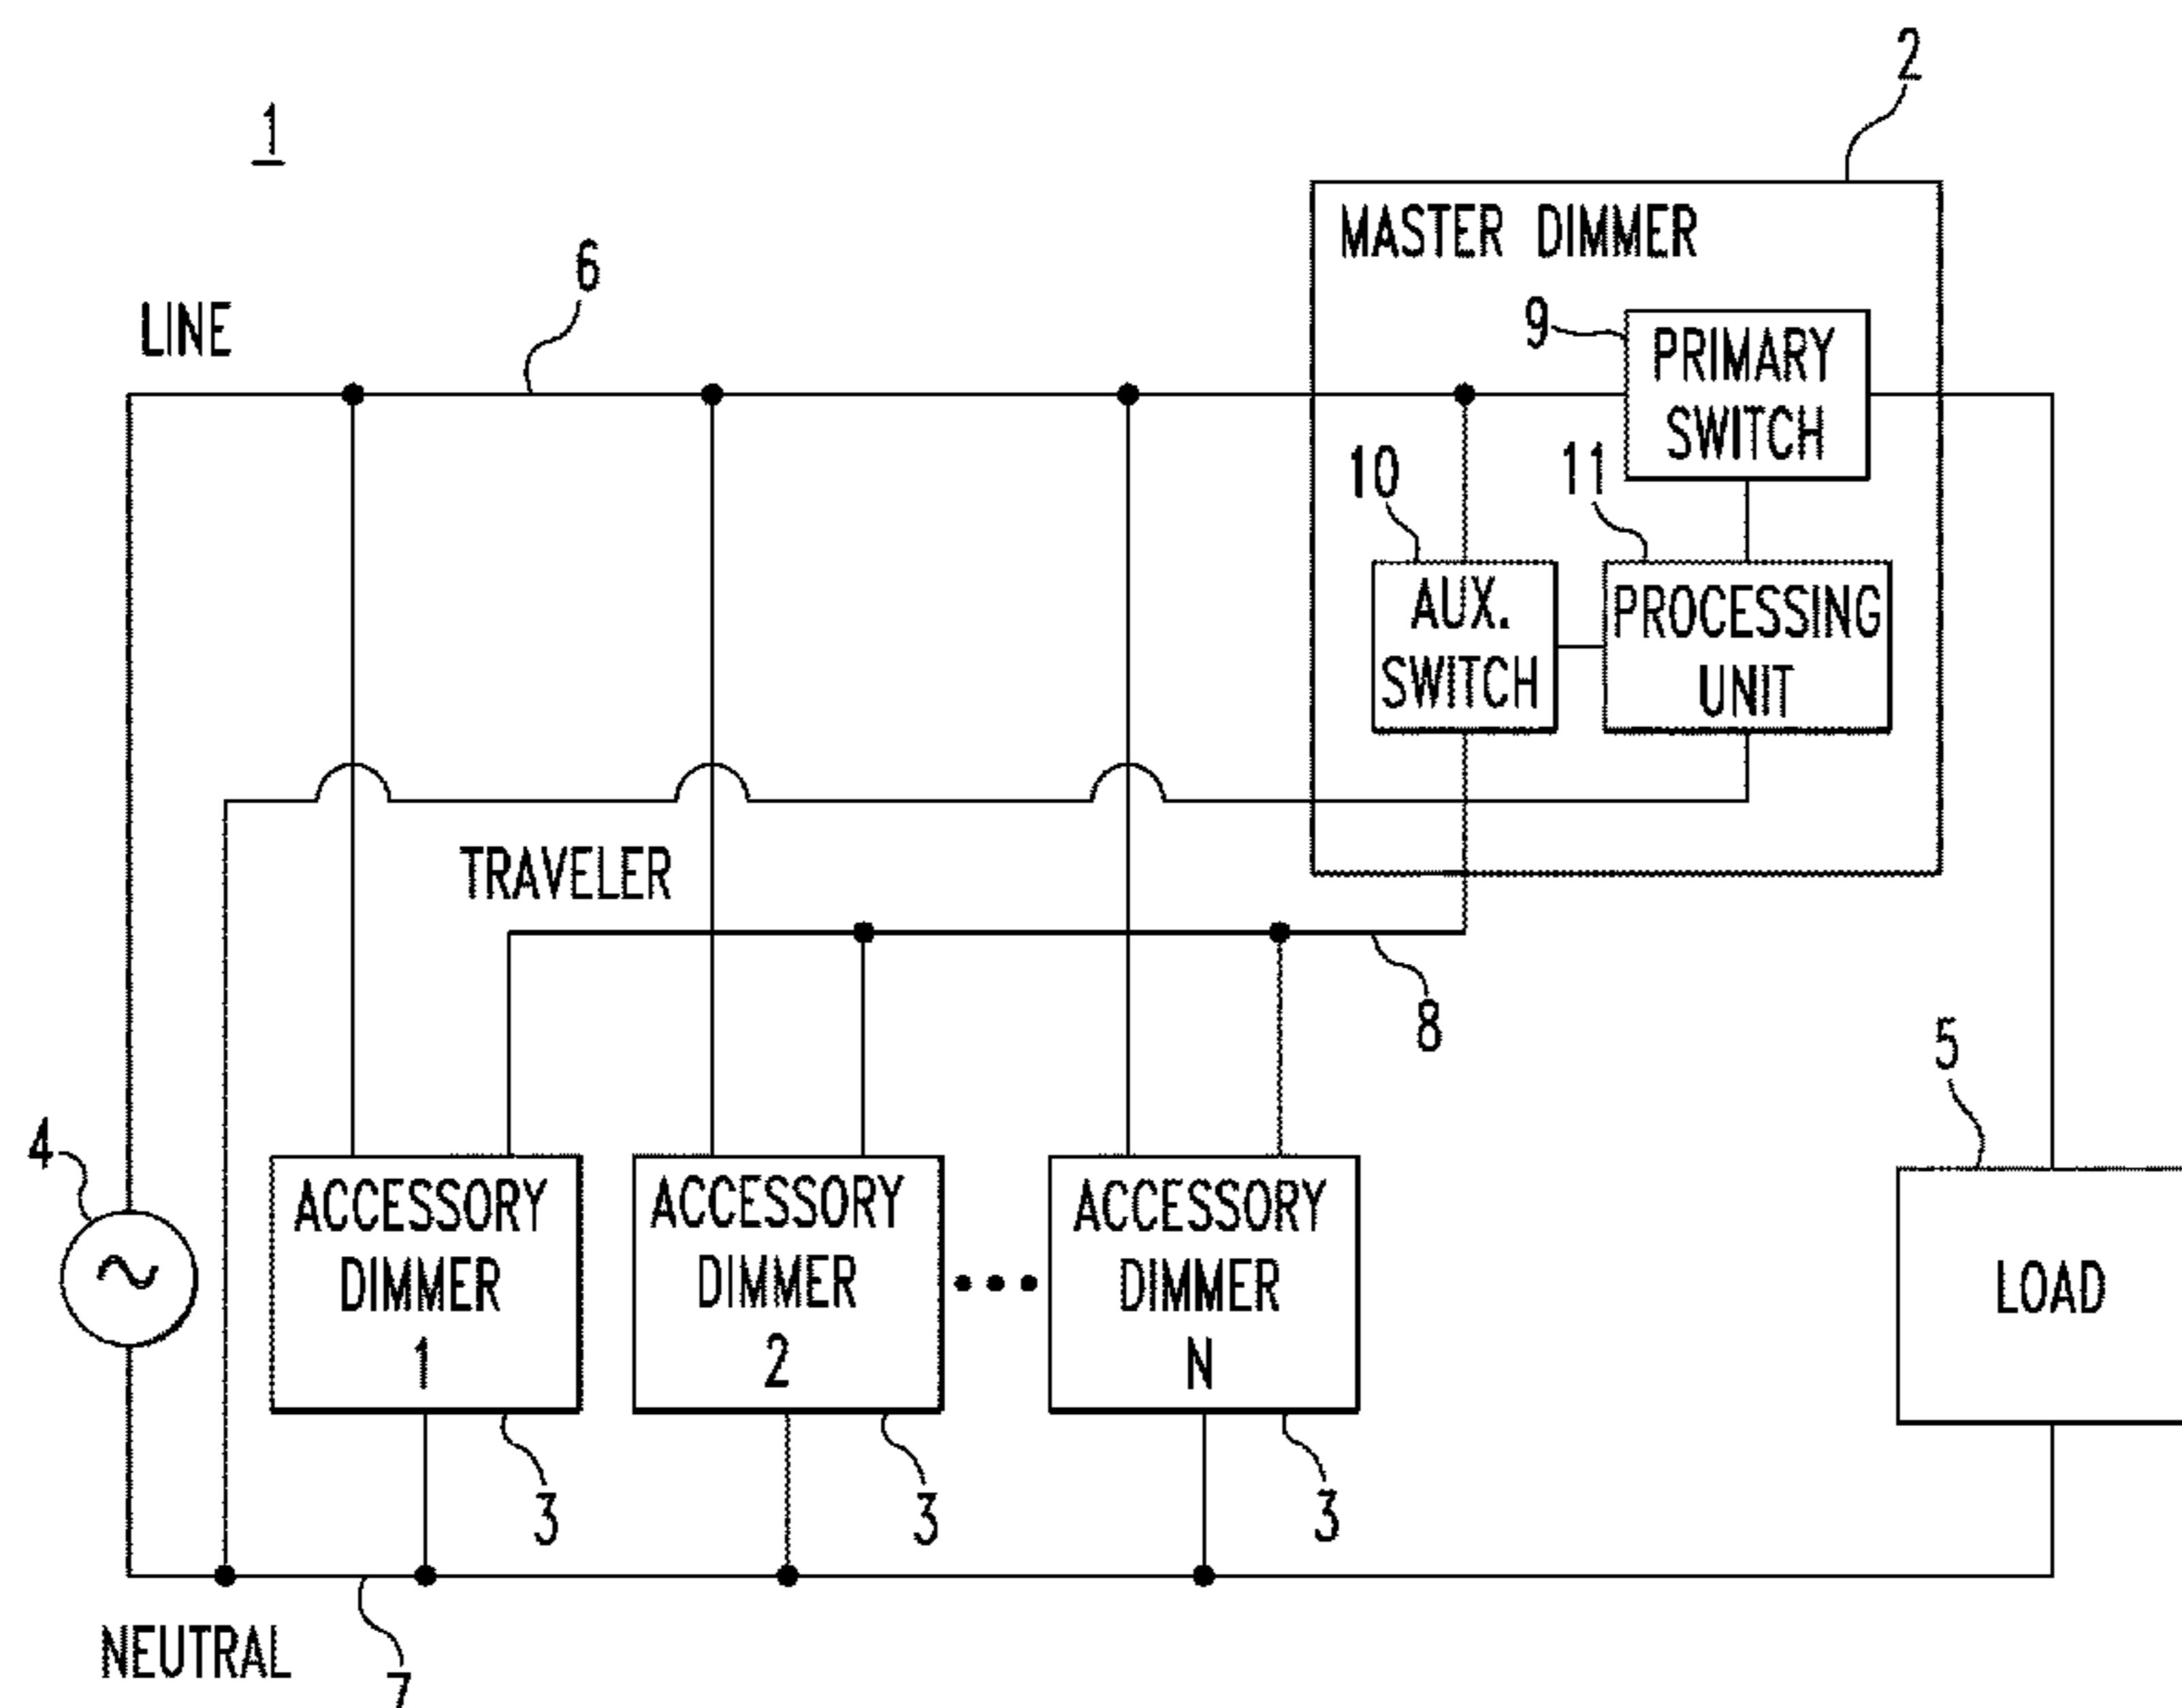 1
2
MASTER DIMMER
6
LINE
9
PRIMARY
SWITCH
10
11
AUX.
SWITCH
PROCESSING
UNIT
TRAVELER
8
5
4
ACCESSORY
DIMMER
1
ACCESSORY
DIMMER
2
ACCESSORY
DIMMER
N
LOAD
3
3
3
NEUTRAL
7